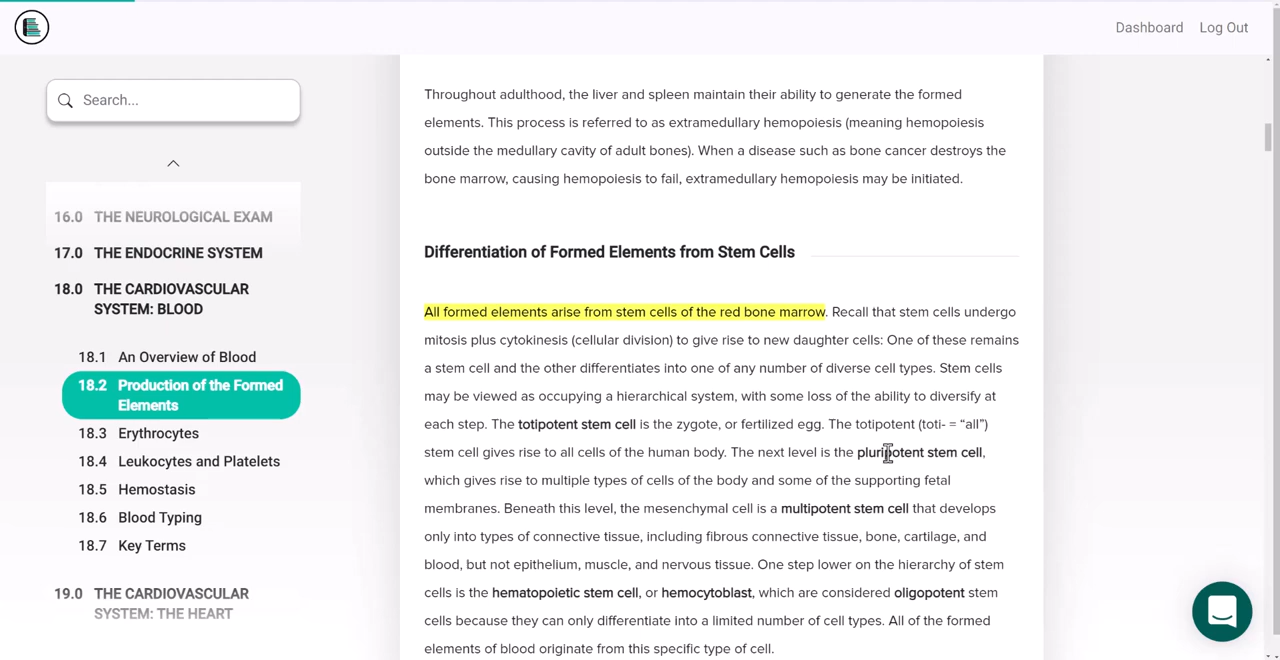 Dashboard Log Out
Search...
16.0 THE NEUROLOGICAL EXAM
17.0 THE ENDOCRINE SYSTEM
18.0 THE CARDIOVASCULAR
SYSTEM: BLOOD
18.1 An Overview of Blood
18.2 Production of the Formed
Elements
18.3 Erythrocytes
18.4 Leukocytes and Platelets
18.5 Hemostasis
18.6 Blood Typing
18.7 Key Terms
19.0 THE CARDIOVASCULAR
SYSTEM: THE HEART
Throughout adulthood, the liver and spleen maintain their ability to generate the formed
elements. This process is referred to as extramedullary hemopoiesis (meaning hemopoiesis
outside the medullary cavity of adult bones). When a disease such as bone cancer destroys the
bone marrow, causing hemopoiesis to fail, extramedullary hemopoiesis may be initiated.
Differentiation of Formed Elements from Stem Cells
All formed elements arise from stem cells of the red bone marrow. Recall that stem cells undergo
mitosis plus cytokinesis (cellular division) to give rise to new daughter cells: One of these remains
a stem cell and the other differentiates into one of any number of diverse cell types. Stem cells
may be viewed as occupying a hierarchical system, with some loss of the ability to diversify at
each step. The totipotent stem cell is the zygote, or fertilized egg. The totipotent (toti- = “all”)
stem cell gives rise to all cells of the human body. The next level is the pluripotent stem cell,
which gives rise to multiple types of cells of the body and some of the supporting fetal
membranes. Beneath this level, the mesenchymal cell is a multipotent stem cell that develops
only into types of connective tissue, including fibrous connective tissue, bone, cartilage, and
blood, but not epithelium, muscle, and nervous tissue. One step lower on the hierarchy of stem
cells is the hematopoietic stem cell, or hemocytoblast, which are considered oligopotent stem
cells because they can only differentiate into a limited number of cell types. All of the formed
elements of blood originate from this specific type of cell.